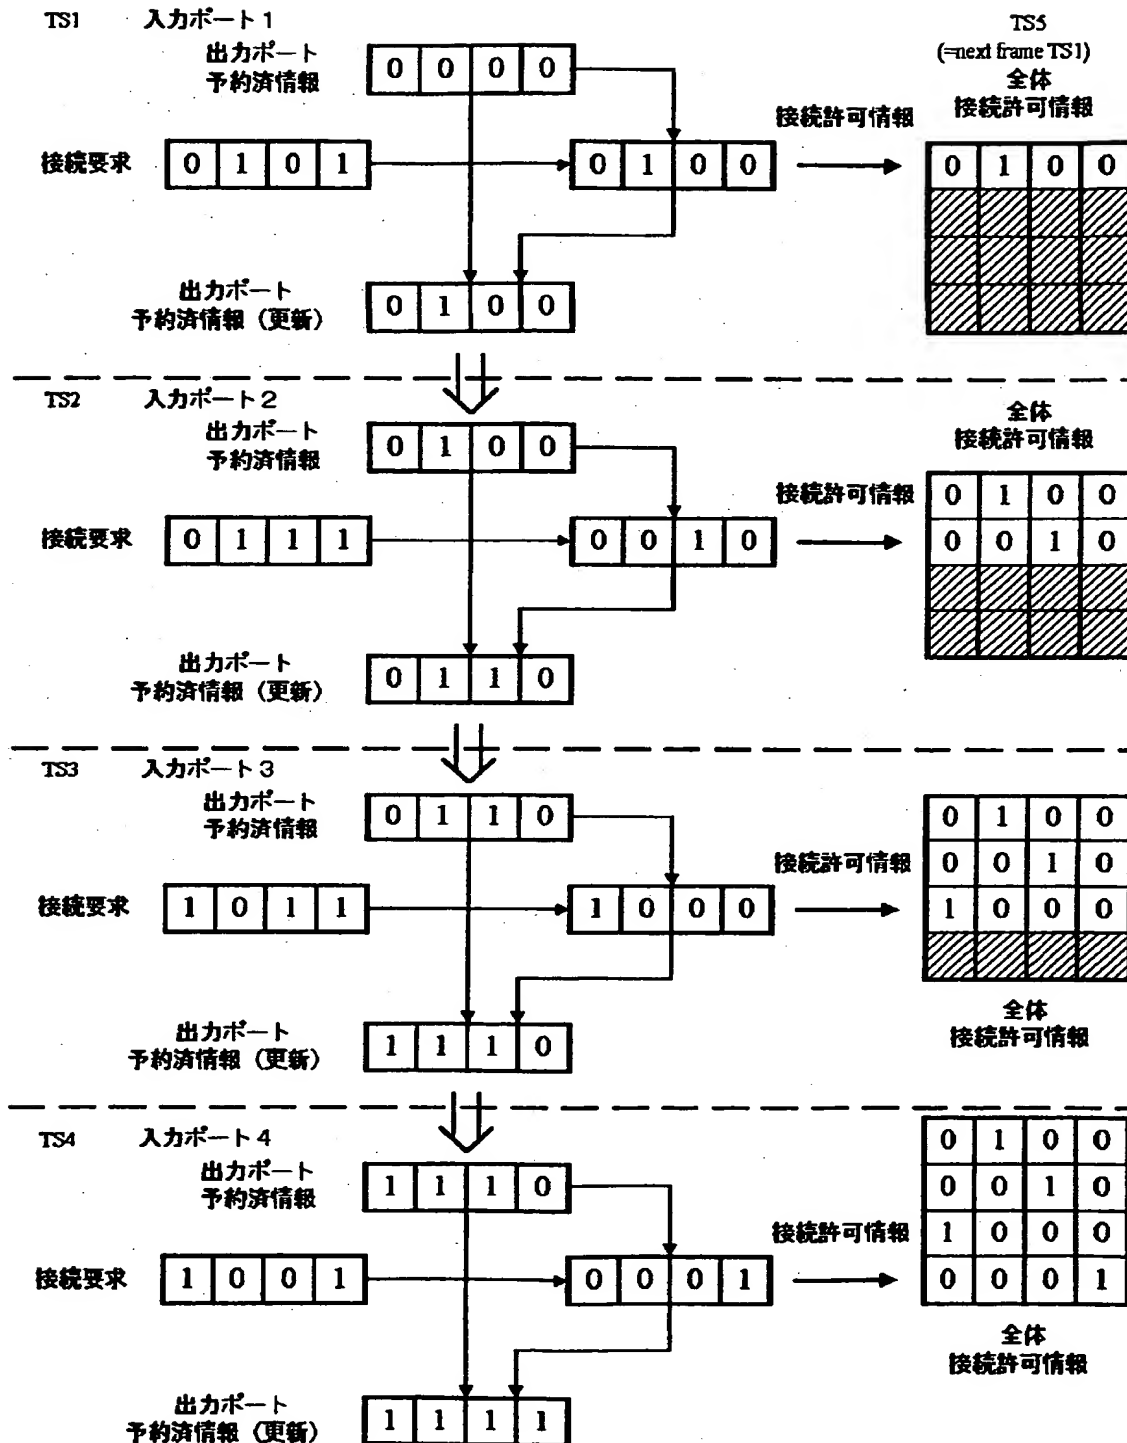 TS1 入力ポート1
TS5
(=next frame TS1)
全体
接続許可情報
出力ポート
予約済情報
0 0 0 0
接続許可情報
接続要求
0 1 0 1
0 1 0 0
0 1 0 0
出力ポート
予約済情報（更新）
0 1 0 0
TS2 入力ポート2
全体
接続許可情報
出力ポート
予約済情報
0 1 0 0
接続許可情報
接続要求
0 1 1 1
0 0 1 0
0 1 0 0
0 0 1 0
出力ポート
予約済情報（更新）
0 1 1 0
TS3 入力ポート3
出力ポート
予約済情報
0 1 1 0
接続許可情報
接続要求
1 0 1 1
1 0 0 0
0 1 0 0
0 0 1 0
1 0 0 0
全体
接続許可情報
出力ポート
予約済情報（更新）
1 1 1 0
TS4 入力ポート4
出力ポート
予約済情報
1 1 1 0
接続許可情報
接続要求
1 0 0 1
0 0 0 1
0 1 0 0
0 0 1 0
1 0 0 0
0 0 0 1
全体
接続許可情報
出力ポート
予約済情報（更新）
1 1 1 1